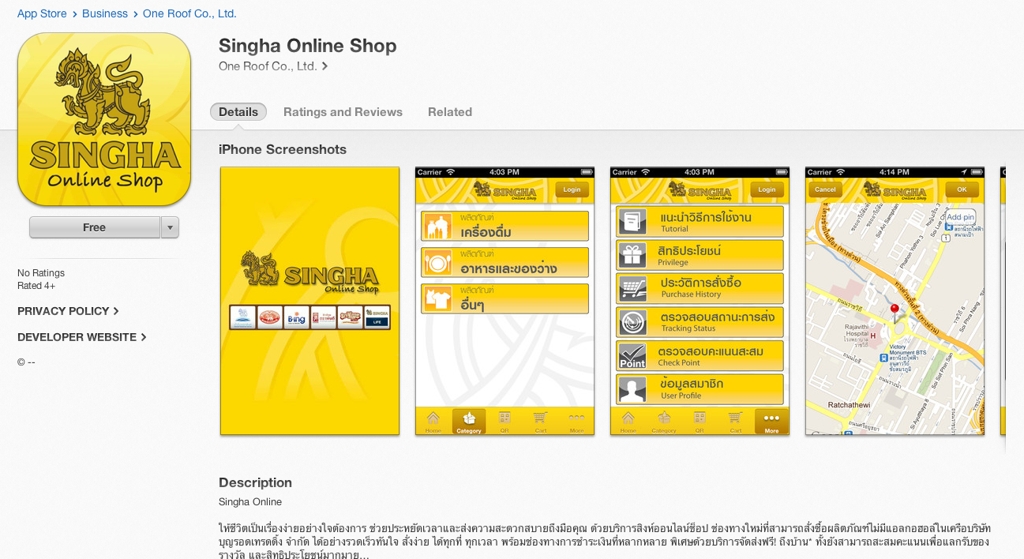 App Store > Business > One Roof Co., Ltd.
SINGHA
Online Shop
Free
No Ratings
Rated 4+
PRIVACY POLICY >
DEVELOPER WEBSITE >
© --
Singha Online Shop
One Roof Co., Ltd. >
Details Ratings and Reviews Related
iPhone Screenshots
SINGHA
Online Shop
LIFE
Carrier 4:03 PM
SINGHA
Online Shop
Login
ผลิตภัณฑ์
เครื่องดื่ม
ผลิตภัณฑ์
อาหารและของว่าง
ผลิตภัณฑ์
อื่นๆ
Home Category QR Cart More
Carrier 4:03 PM
SINGHA
Online Shop
Login
แนะนำวิธีการใช้งาน
Tutorial
สิทธิประโยชน์
Privilege
ประวัติการสั่งซื้อ
Purchase History
ตรวจสอบสถานะการส่ง
Tracking Status
Point
ตรวจสอบคะแนนสะสม
Check Point
ข้อมูลสมาชิก
User Profile
Home Category QR Cart More
Carrier 4:14 PM
Cancel
SINGHA
Online Shop
OK
Add pin
Rajavithi
Hospital
Victory
Monument BTS
Ratchathewi
Description
Singha Online
ให้ชีวิตเป็นเรื่องง่ายอย่างใจต้องการ ช่วยประหยัดเวลาและส่งความสะดวกสบายถึงมือคุณ ด้วยบริการสิงห์ออนไลน์ช็อป ช่องทางใหม่ที่สามารถสั่งซื้อผลิตภัณฑ์ไม่มีแอลกอฮอล์ในเครือบริษัท
บุญรอดเทรดดิ้ง จำกัด ได้อย่างรวดเร็วทันใจ สั่งง่าย ได้ทุกที่ ทุกเวลา พร้อมช่องทางการชำระเงินที่หลากหลาย พิเศษด้วยบริการจัดส่งฟรี! ถึงบ้าน* ทั้งยังสามารถสะสมคะแนนเพื่อแลกรับของ
รางวัล และสิทธิประโยชน์มากมาย...